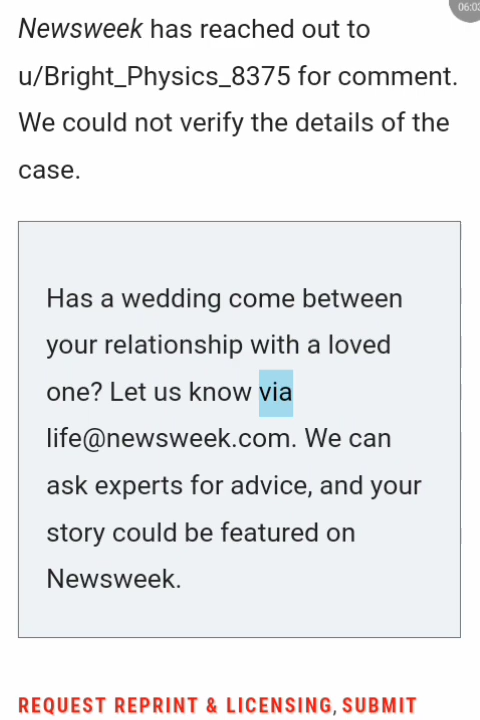 06:03
Newsweek has reached out to
u/Bright_Physics_8375 for comment.
We could not verify the details of the
case.
Has a wedding come between
your relationship with a loved
one? Let us know via
life@newsweek.com. We can
ask experts for advice, and your
story could be featured on
Newsweek.
REQUEST REPRINT & LICENSING, SUBMIT